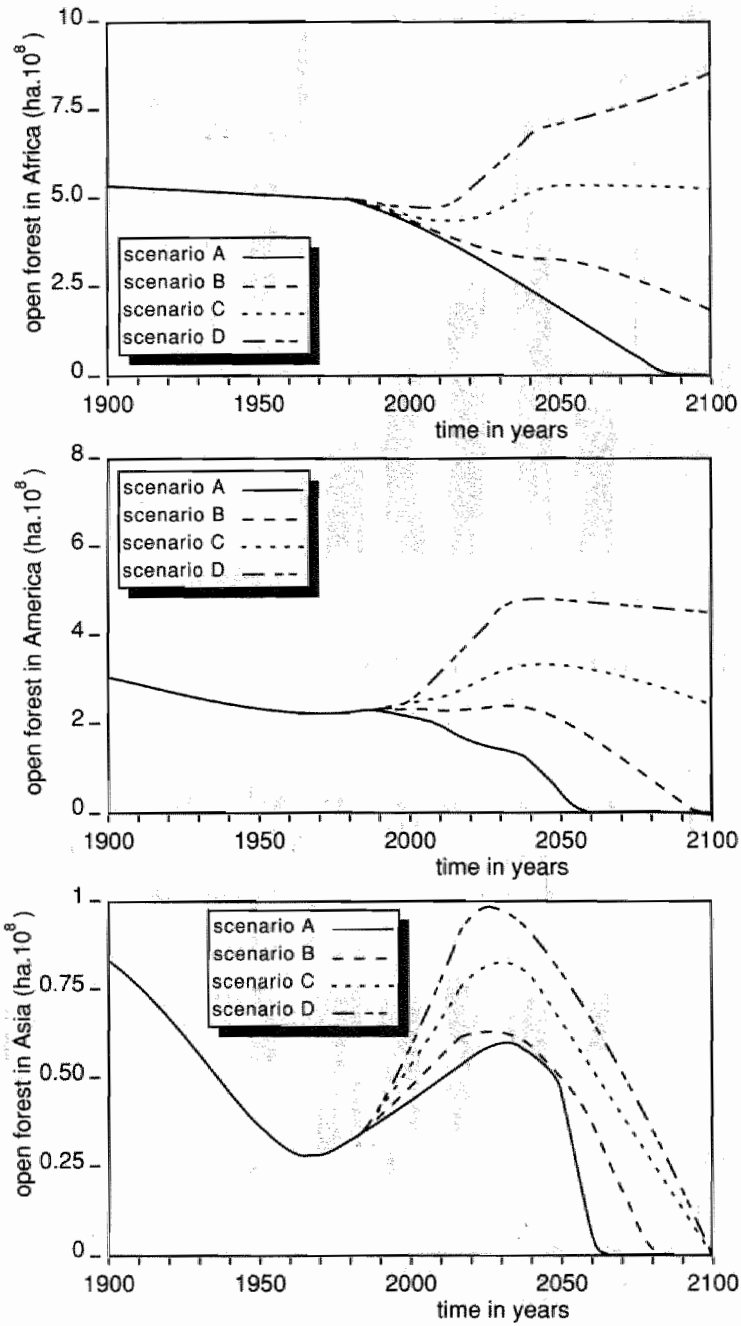 open forest in Africa (ha.10⁸)
10
7.5
5.0
2.5
0
scenario A
scenario B
scenario C
scenario D
1900 1950 2000 2050 2100
time in years
open forest in America (ha.10⁸)
8
6
4
2
0
scenario A
scenario B
scenario C
scenario D
1900 1950 2000 2050 2100
time in years
open forest in Asia (ha.10⁸)
1
0.75
0.50
0.25
0
scenario A
scenario B
scenario C
scenario D
1900 1950 2000 2050 2100
time in years